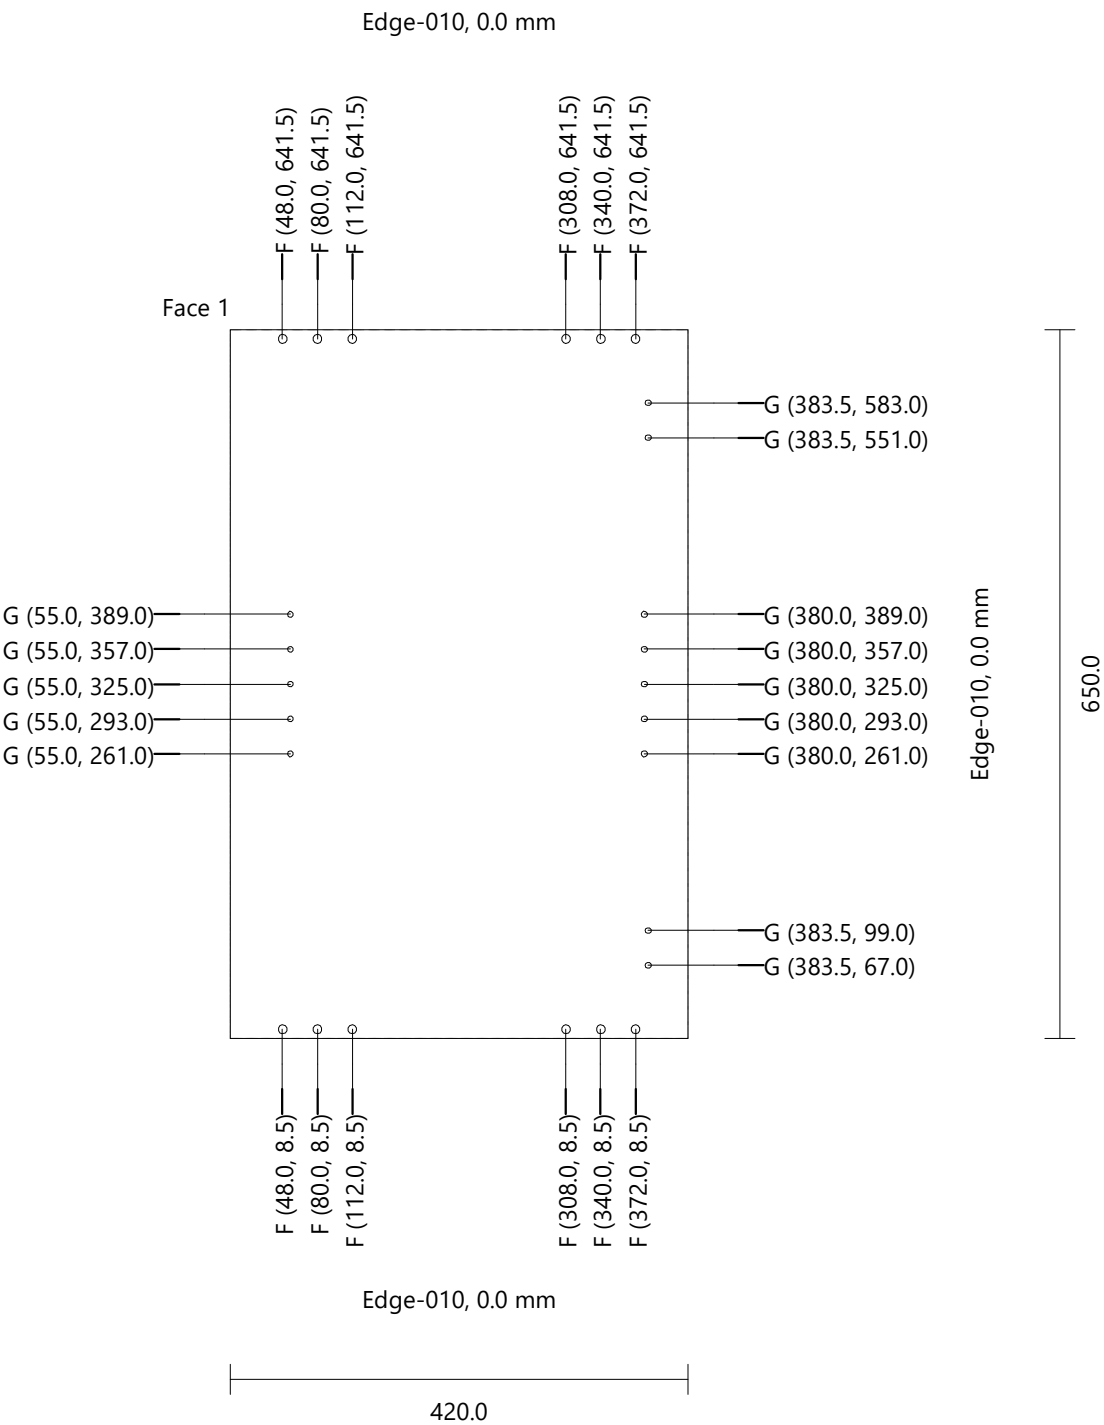 Edge-010, 0.0 mm
F (48.0, 641.5)
F (80.0, 641.5)
F (112.0, 641.5)
F (308.0, 641.5)
F (340.0, 641.5)
F (372.0, 641.5)
Face 1
G (383.5, 583.0)
G (383.5, 551.0)
G (55.0, 389.0)
G (55.0, 357.0)
G (55.0, 325.0)
G (55.0, 293.0)
G (55.0, 261.0)
G (380.0, 389.0)
G (380.0, 357.0)
G (380.0, 325.0)
G (380.0, 293.0)
G (380.0, 261.0)
Edge-010, 0.0 mm
650.0
G (383.5, 99.0)
G (383.5, 67.0)
F (48.0, 8.5)
F (80.0, 8.5)
F (112.0, 8.5)
F (308.0, 8.5)
F (340.0, 8.5)
F (372.0, 8.5)
Edge-010, 0.0 mm
420.0